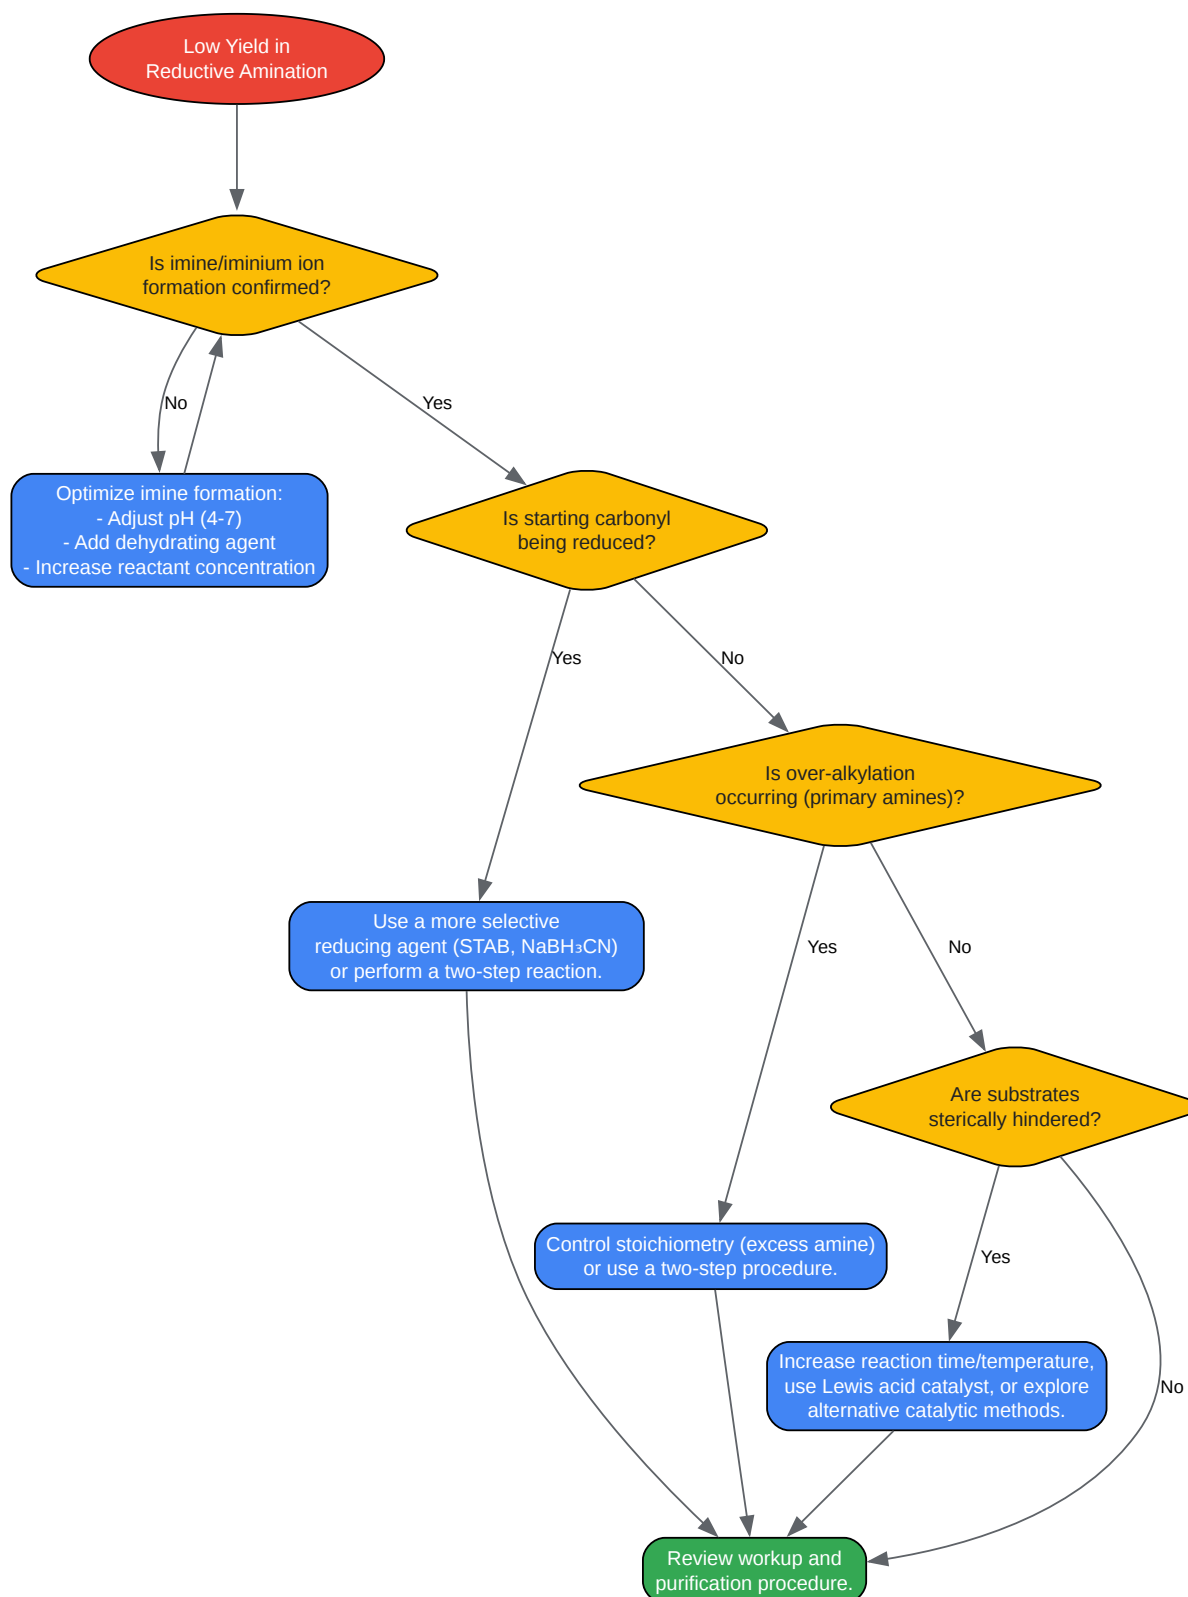 Low Yield in
Reductive Amination
Is imine/iminium ion
formation confirmed?
No
Yes
Optimize imine formation:
- Adjust pH (4-7)
- Add dehydrating agent
- Increase reactant concentration
Is starting carbonyl
being reduced?
Yes
No
Is over-alkylation
occurring (primary amines)?
Use a more selective
reducing agent (STAB, NaBH₃CN)
or perform a two-step reaction.
Yes
No
Are substrates
sterically hindered?
Control stoichiometry (excess amine)
or use a two-step procedure.
Yes
Increase reaction time/temperature,
use Lewis acid catalyst, or explore
alternative catalytic methods.
No
Review workup and
purification procedure.